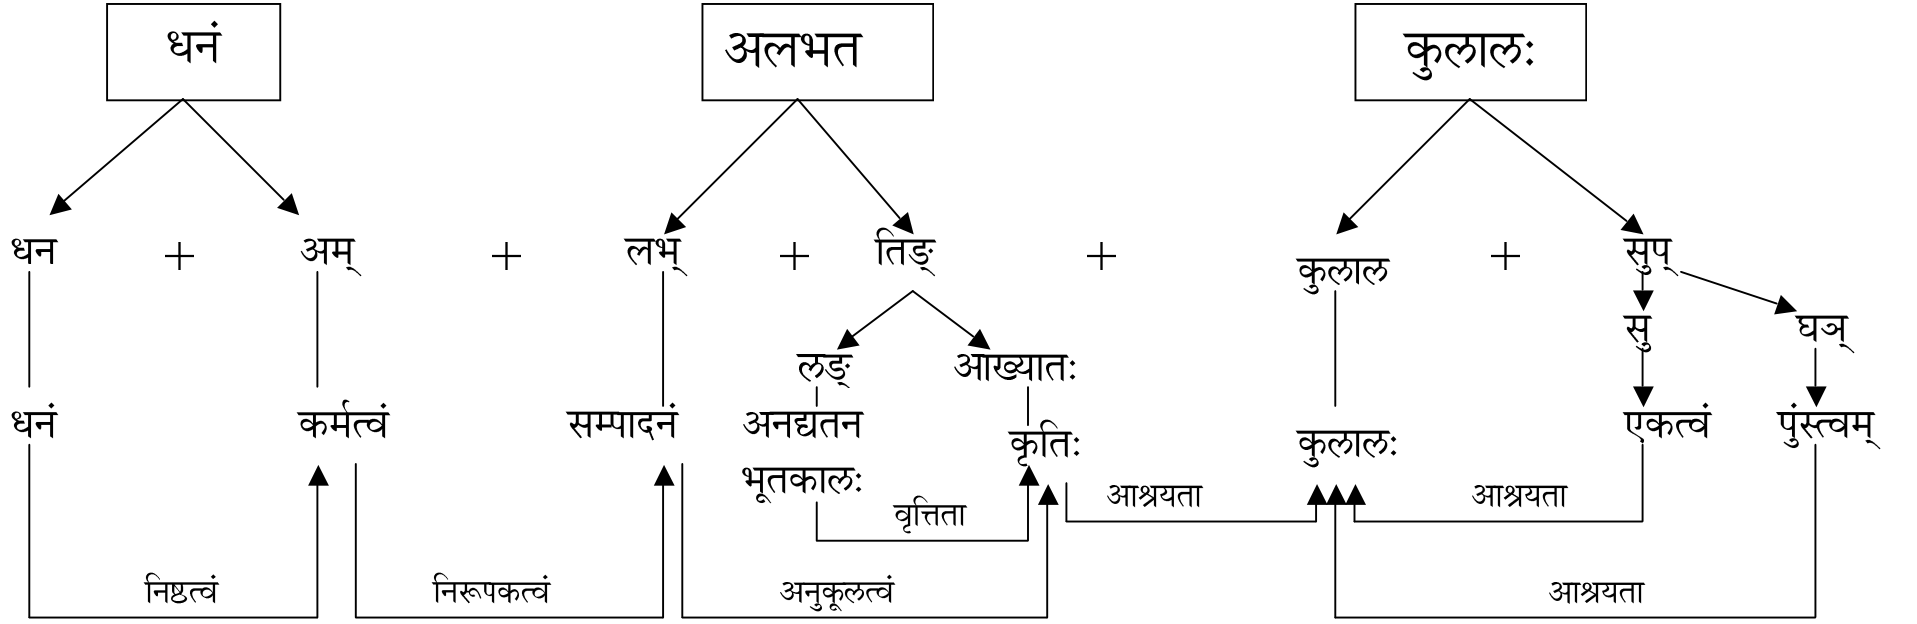 धनं अलभत कुलालः
धन + अम् + लभ् + तिङ् + कुलाल + सुप्
सु घञ्
लङ् आख्यातः
धनं कर्मत्वं सम्पादनं अनद्यतन कृतिः कुलालः एकत्वं पुंस्त्वम्
भूतकालः
आश्रयता आश्रयता
वृत्तिता
निष्ठत्वं निरूपकत्वं अनुकूलत्वं आश्रयता